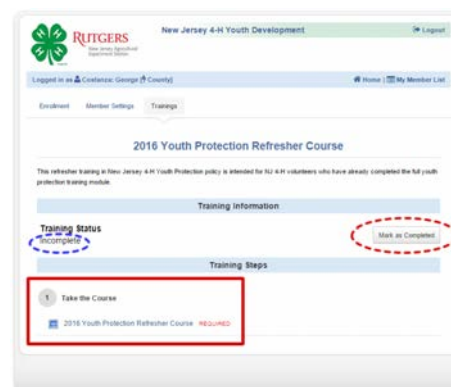 New Jersey 4-H Youth Development
Logout
RUTGERS
New Jersey Agricultural
Experiment Station
Logged in as Costanza: George [County]
Home | My Member List
Enrollment Member Settings Trainings
2016 Youth Protection Refresher Course
This refresher training in New Jersey 4-H Youth Protection policy is intended for NJ 4-H volunteers who have already completed the full youth
protection training module.
Training Information
Training Status
Incomplete
Mark as Completed
Training Steps
1 Take the Course
2016 Youth Protection Refresher Course REQUIRED